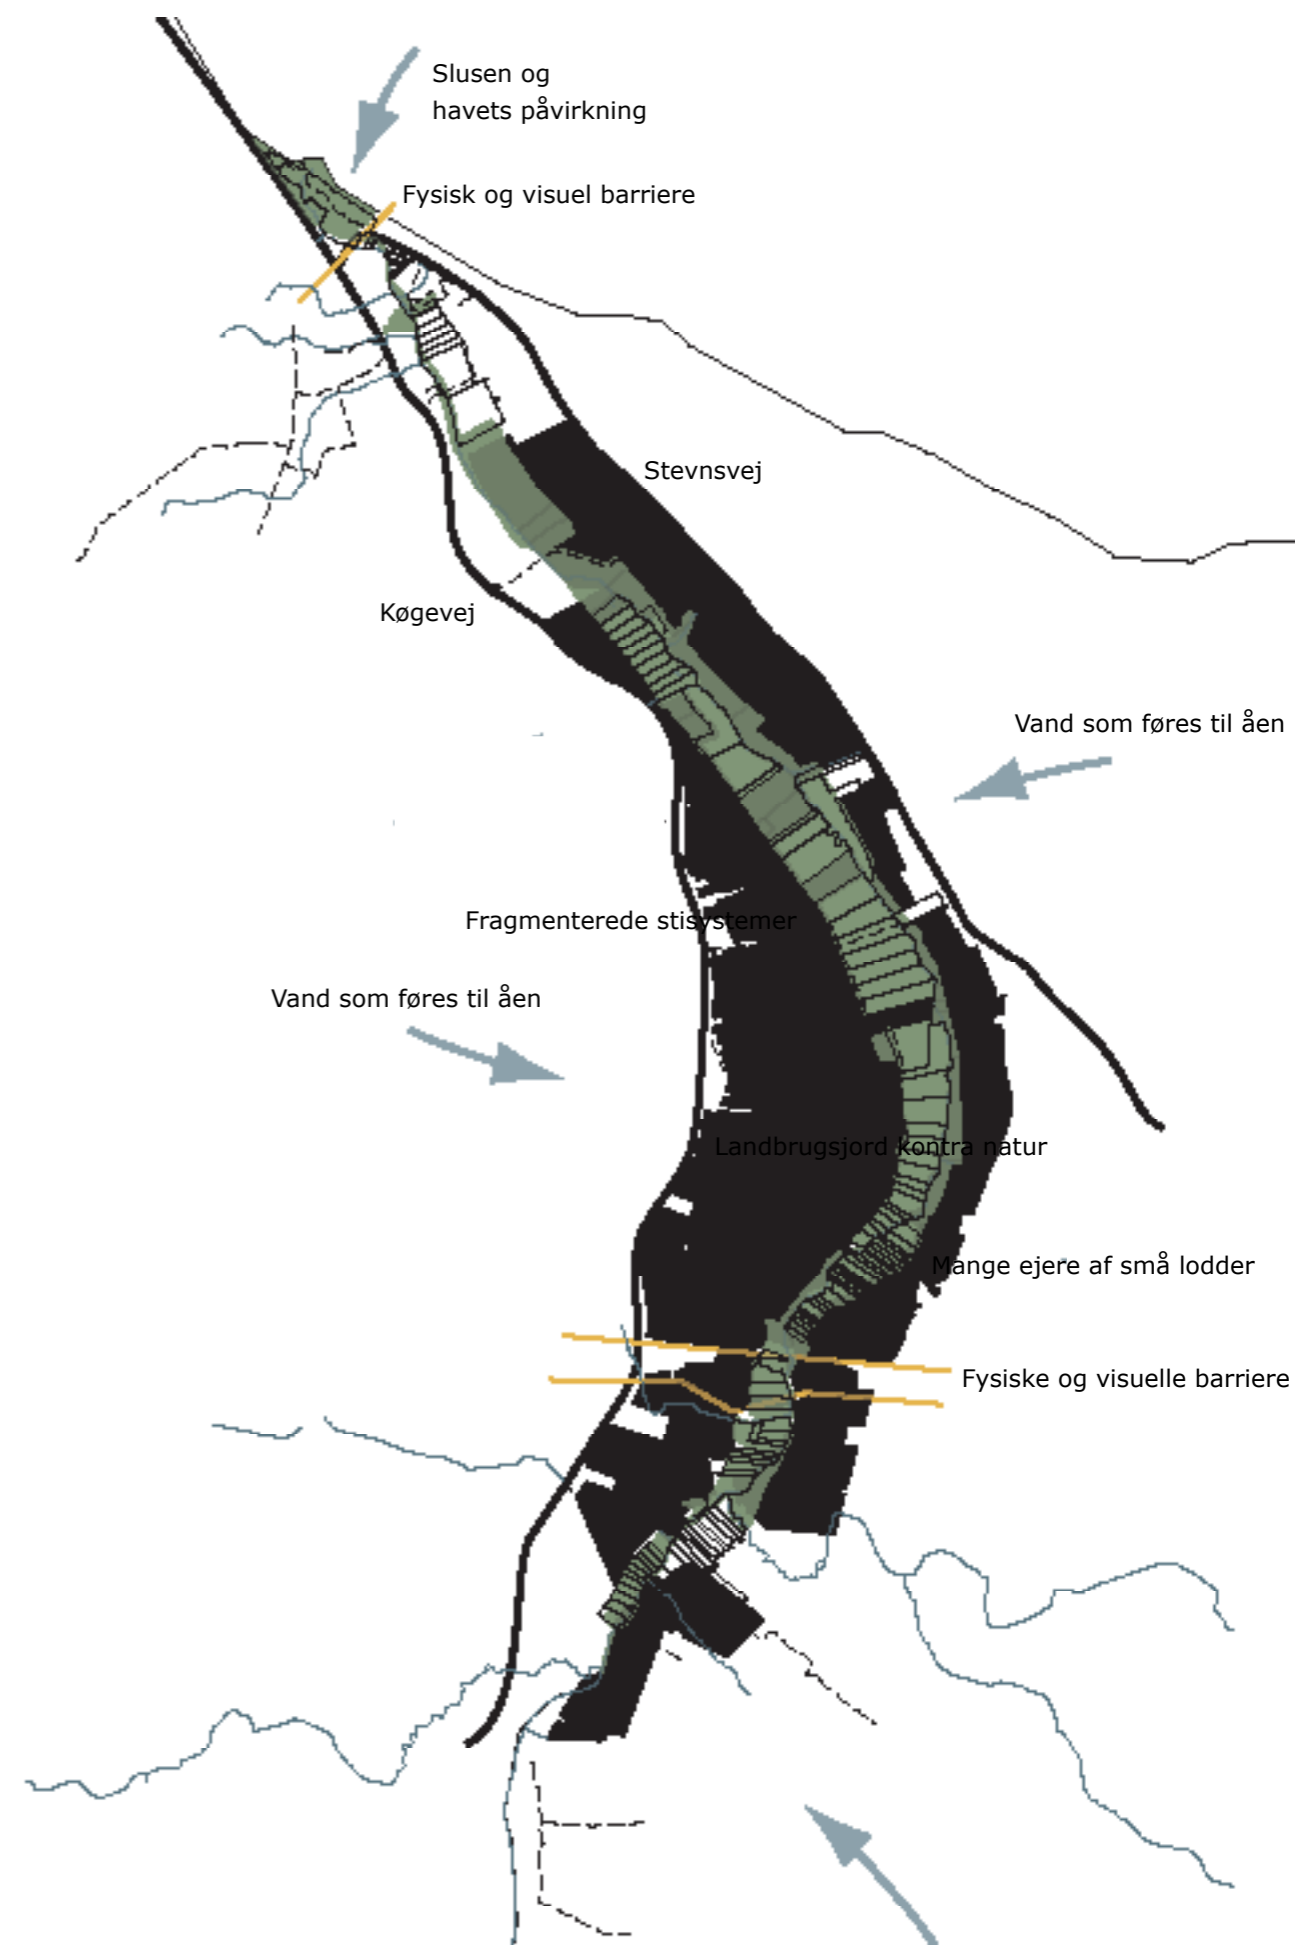 Slusen og
havets påvirkning
Fysisk og visuel barriere
Stevnsvej
Køgevej
Vand som føres til åen
Fragmenterede stisystemer
Vand som føres til åen
Landbrugsjord kontra natur
Mange ejere af små lodder
Fysiske og visuelle barriere